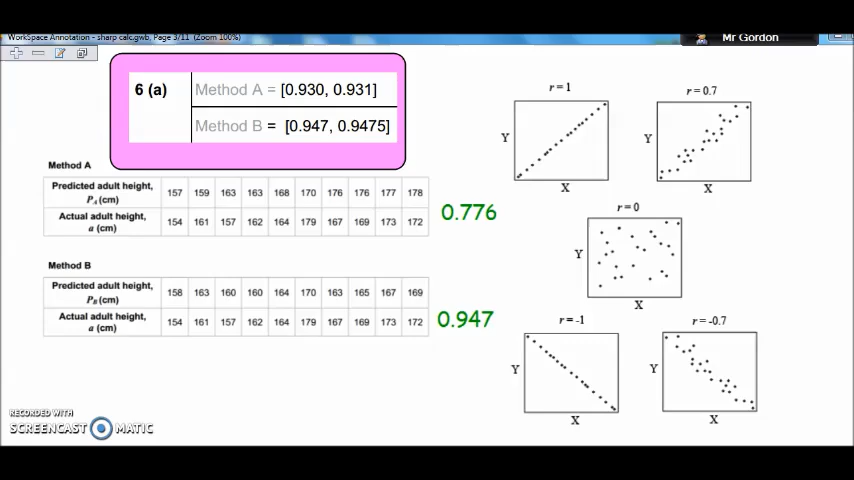 WorkSpace Annotation - sharp calc.gwb, Page 3/11 (Zoom 100%)
Mr Gordon
6 (a)
Method A = [0.930, 0.931]
Method B = [0.947, 0.9475]
Method A
Predicted adult height, PA (cm) 157 159 163 163 168 170 176 176 177 178
Actual adult height, a (cm) 154 161 157 162 164 179 167 169 173 172
0.776
Method B
Predicted adult height, PB (cm) 158 163 160 160 164 170 163 165 167 169
Actual adult height, a (cm) 154 161 157 162 164 179 167 169 173 172
0.947
r = 1
Y
X
r = 0.7
Y
X
r = 0
Y
X
r = -1
Y
X
r = -0.7
Y
X
RECORDED WITH
SCREENCAST MATIC